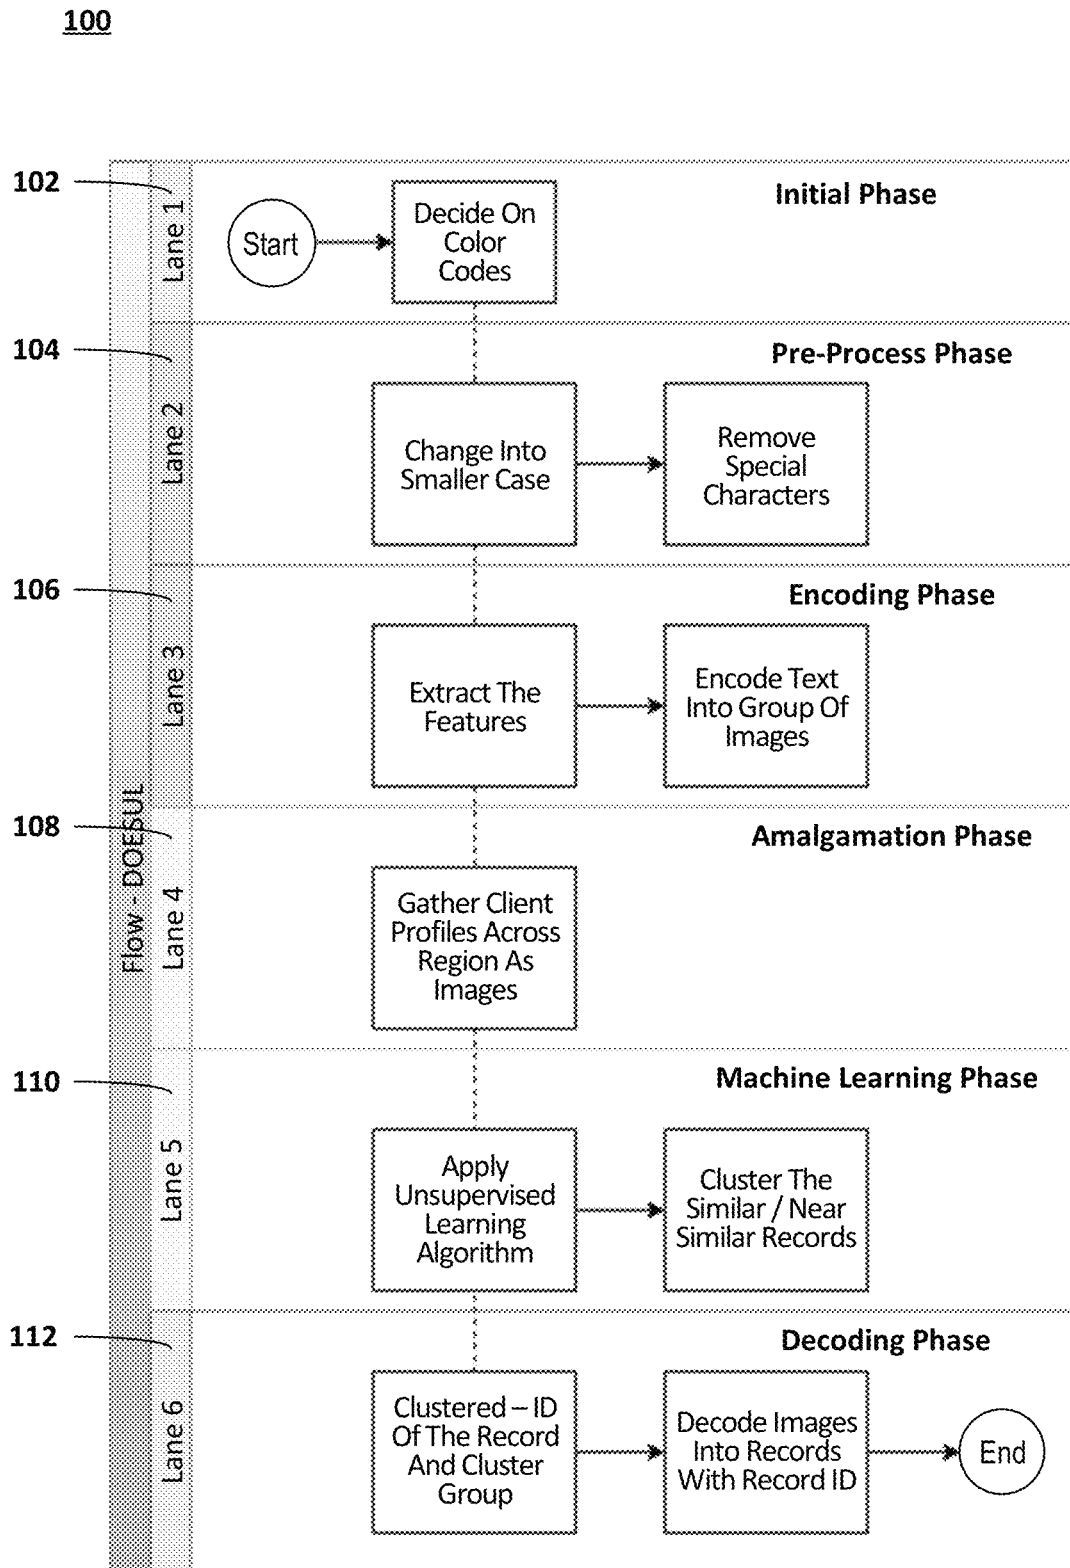 100
102
Lane 1
Start
Decide On
Color
Codes
Initial Phase
104
Lane 2
Pre-Process Phase
Change Into
Smaller Case
Remove
Special
Characters
106
Lane 3
Encoding Phase
Extract The
Features
Encode Text
Into Group Of
Images
Flow - DOESUL
108
Lane 4
Amalgamation Phase
Gather Client
Profiles Across
Region As
Images
110
Lane 5
Machine Learning Phase
Apply
Unsupervised
Learning
Algorithm
Cluster The
Similar / Near
Similar Records
112
Lane 6
Decoding Phase
Clustered – ID
Of The Record
And Cluster
Group
Decode Images
Into Records
With Record ID
End